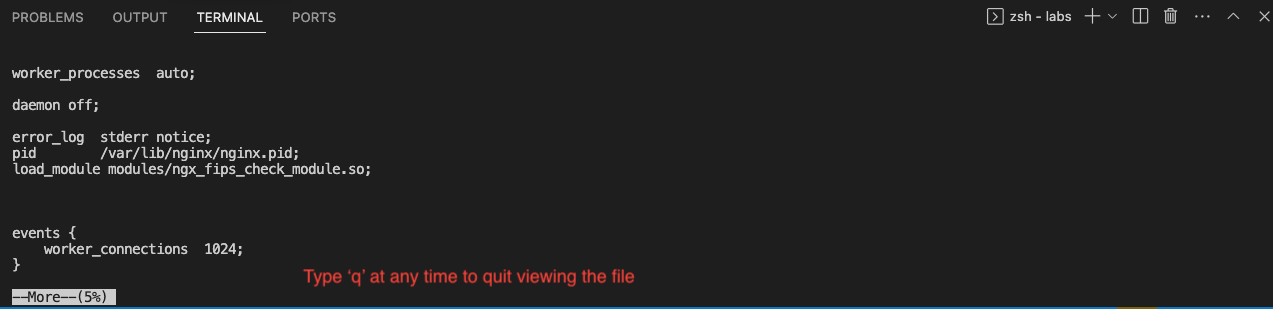 PROBLEMS OUTPUT TERMINAL PORTS zsh - labs
worker_processes  auto;
daemon off;
error_log  stderr notice;
pid        /var/lib/nginx/nginx.pid;
load_module modules/ngx_fips_check_module.so;
events {
    worker_connections  1024;
}
Type ‘q’ at any time to quit viewing the file
--More--(5%)